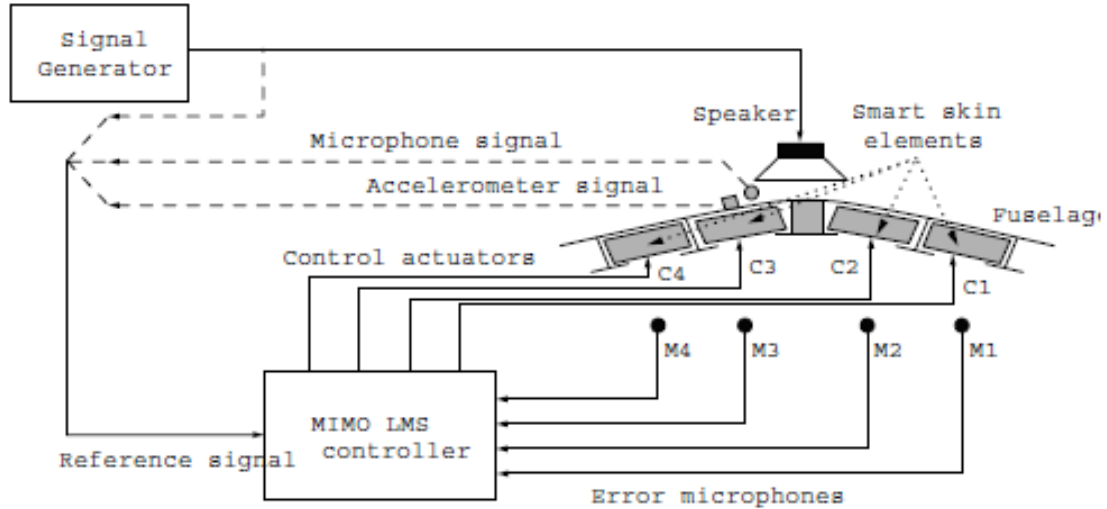 Signal
Generator
Speaker
Smart skin
elements
Microphone signal
Accelerometer signal
Fuselag
Control actuators
C4
C3
C2
C1
M4
M3
M2
M1
MIMO LMS
controller
Reference signal
Error microphones